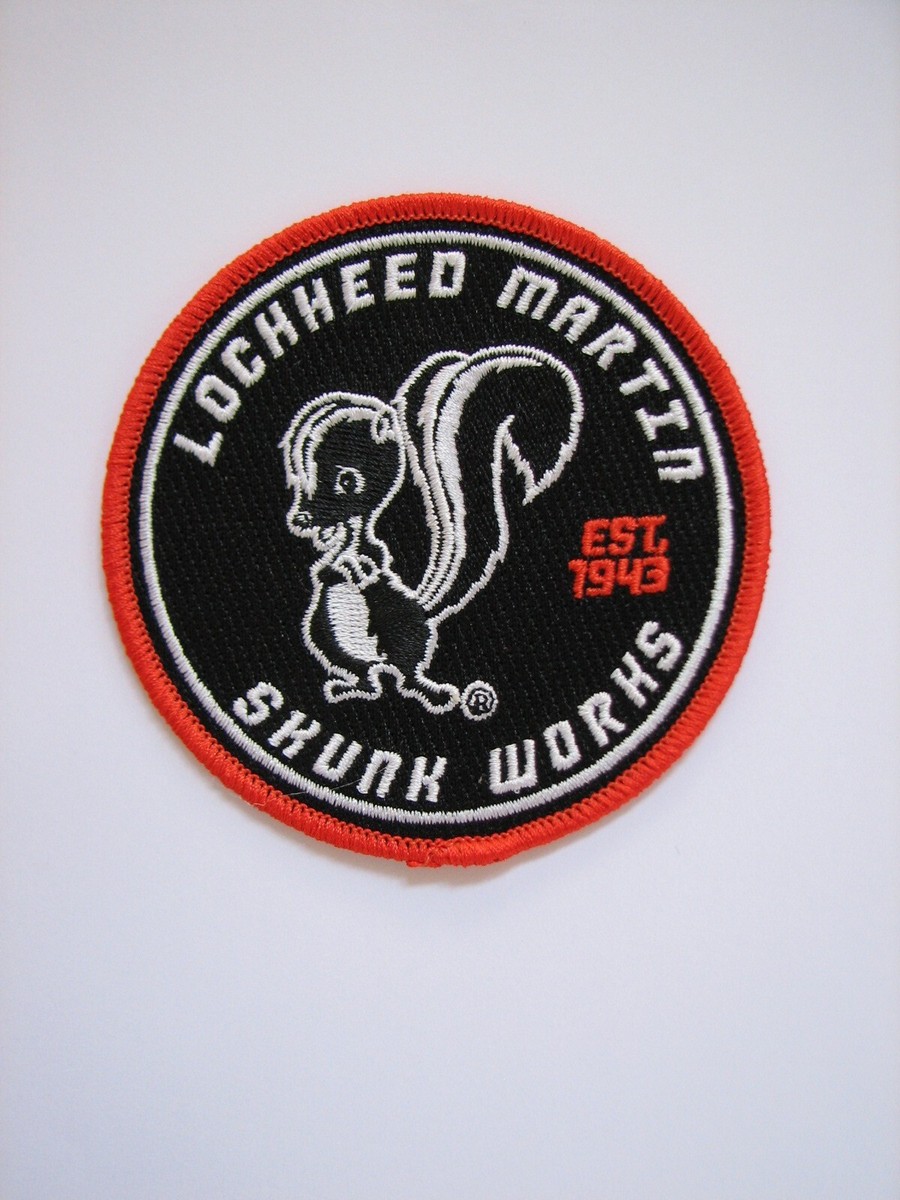 LOCKHEED MARTIN
EST.
1943
®
SKUNK WORKS